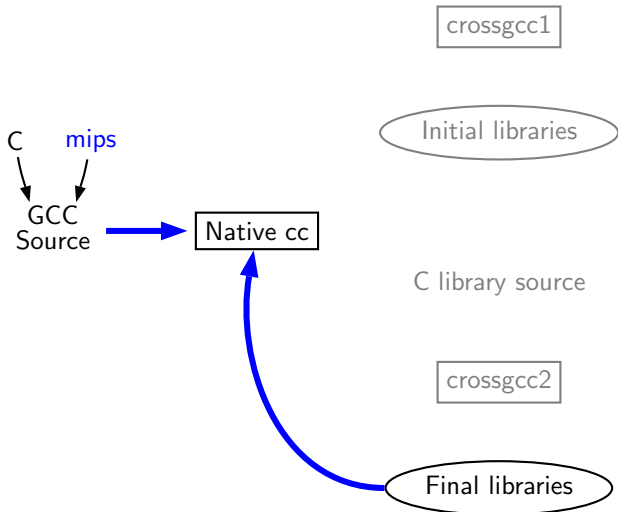 crossgcc1
Initial libraries
C
mips
GCC
Source
Native cc
C library source
crossgcc2
Final libraries